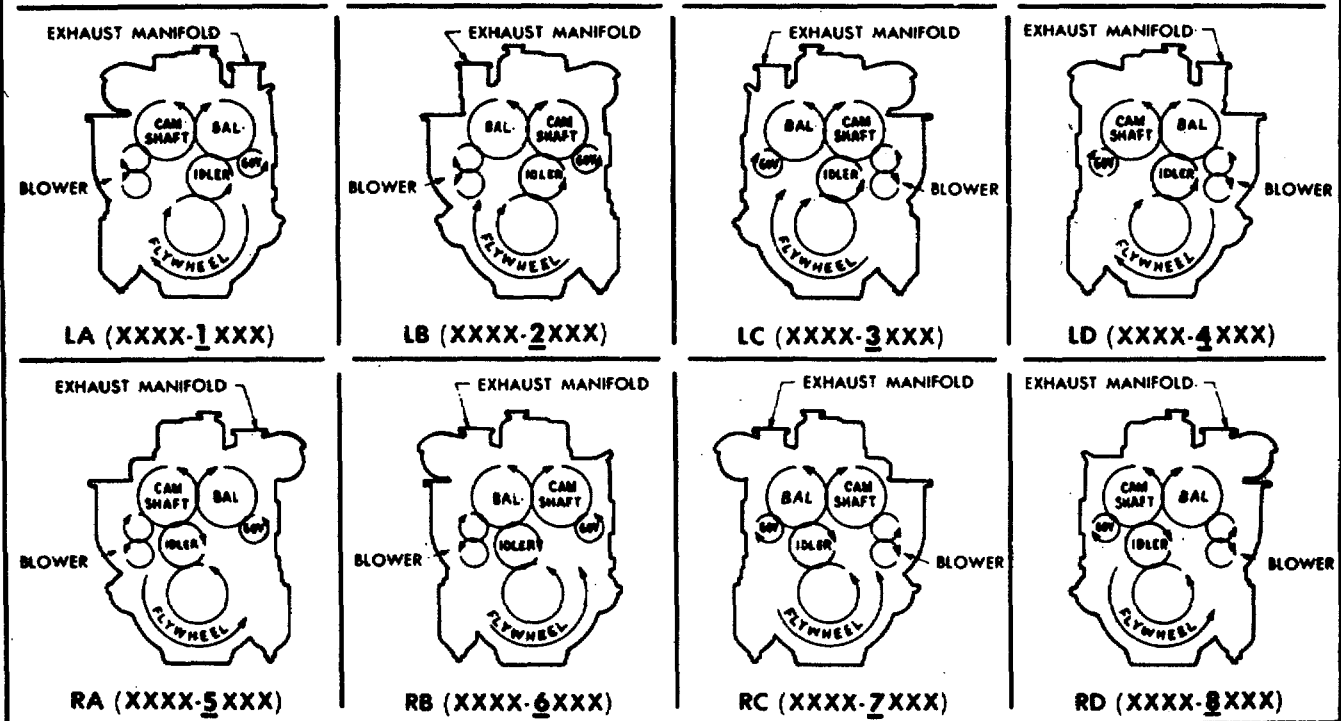 EXHAUST MANIFOLD
CAM
SHAFT
BAL.
GOV
IDLER
BLOWER
FLYWHEEL
LA (XXXX-1XXX)
EXHAUST MANIFOLD
BAL.
CAM
SHAFT
GOV
IDLER
BLOWER
FLYWHEEL
LB (XXXX-2XXX)
EXHAUST MANIFOLD
BAL.
CAM
SHAFT
GOV
IDLER
BLOWER
FLYWHEEL
LC (XXXX-3XXX)
EXHAUST MANIFOLD
CAM
SHAFT
BAL
GOV
IDLER
BLOWER
FLYWHEEL
LD (XXXX-4XXX)
EXHAUST MANIFOLD
CAM
SHAFT
BAL
GOV
IDLER
BLOWER
FLYWHEEL
RA (XXXX-5XXX)
EXHAUST MANIFOLD
BAL.
CAM
SHAFT
GOV
IDLER
BLOWER
FLYWHEEL
RB (XXXX-6XXX)
EXHAUST MANIFOLD
BAL
CAM
SHAFT
GOV
IDLER
BLOWER
FLYWHEEL
RC (XXXX-7XXX)
EXHAUST MANIFOLD
CAM
SHAFT
BAL
GOV
IDLER
BLOWER
FLYWHEEL
RD (XXXX-8XXX)